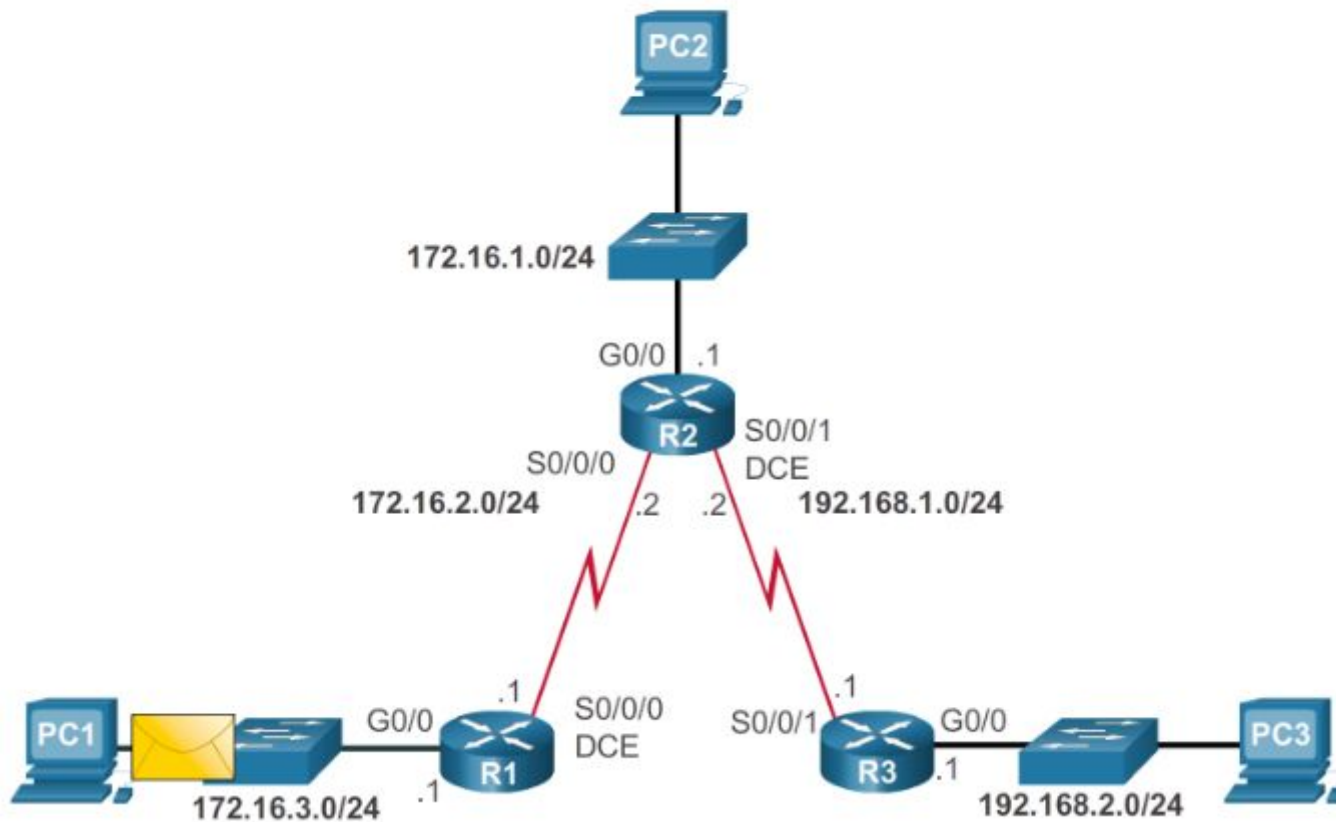 PC2
172.16.1.0/24
G0/0 .1
R2
S0/0/1
DCE
S0/0/0
172.16.2.0/24
.2 .2
192.168.1.0/24
.1
S0/0/0
DCE
.1
S0/0/1
G0/0
PC1
G0/0
R1
.1
172.16.3.0/24
R3
.1
192.168.2.0/24
PC3